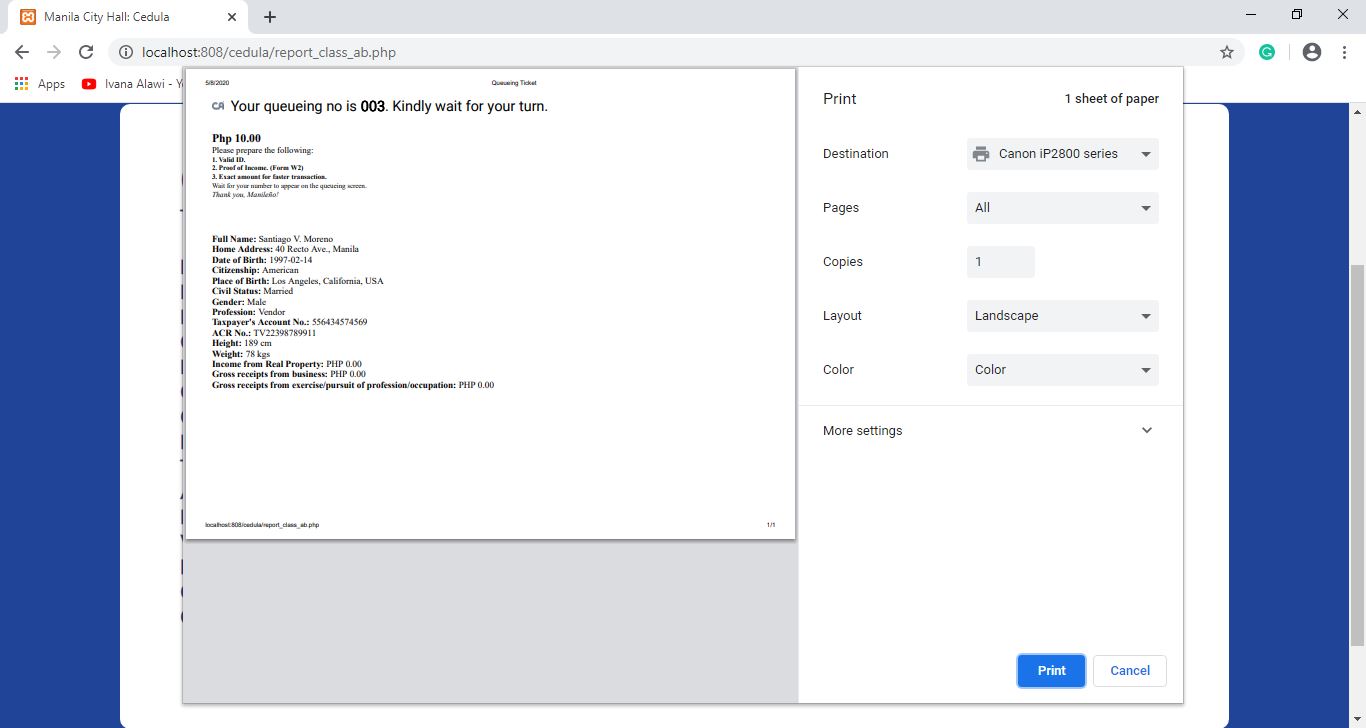 Manila City Hall: Cedula
localhost:808/cedula/report_class_ab.php
Apps
Ivana Alawi - Y
5/8/2020
Queueing Ticket
CA Your queueing no is 003. Kindly wait for your turn.
Php 10.00
Please prepare the following:
1. Valid ID.
2. Proof of Income. (Form W2)
3. Exact amount for faster transaction.
Wait for your number to appear on the queueing screen.
Thank you, Manileño!
Full Name: Santiago V. Moreno
Home Address: 40 Recto Ave., Manila
Date of Birth: 1997-02-14
Citizenship: American
Place of Birth: Los Angeles, California, USA
Civil Status: Married
Gender: Male
Profession: Vendor
Taxpayer's Account No.: 556434574569
ACR No.: TV22398789911
Height: 189 cm
Weight: 78 kgs
Income from Real Property: PHP 0.00
Gross receipts from business: PHP 0.00
Gross receipts from exercise/pursuit of profession/occupation: PHP 0.00
localhost:808/cedula/report_class_ab.php
1/1
Print
1 sheet of paper
Destination
Canon iP2800 series
Pages
All
Copies
1
Layout
Landscape
Color
Color
More settings
Print
Cancel